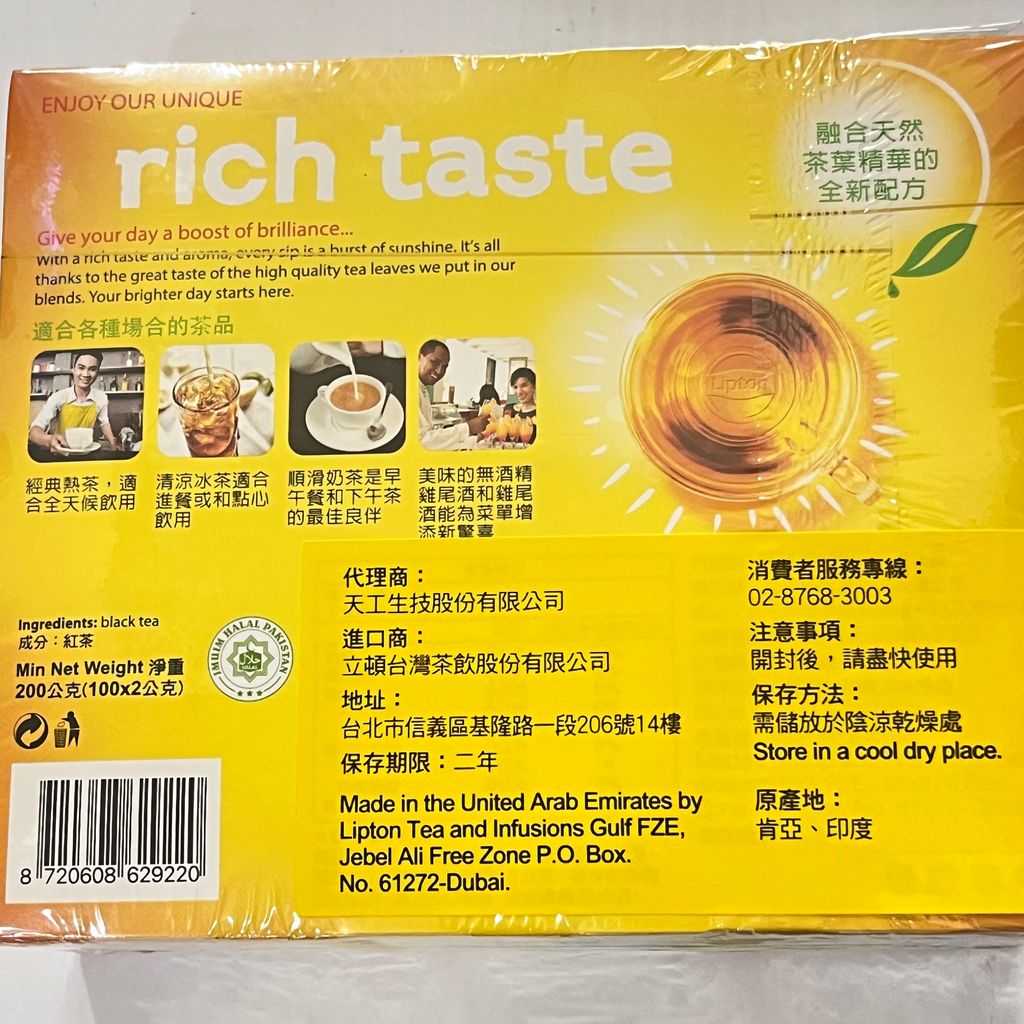 ENJOY OUR UNIQUE
rich taste
Give your day a boost of brilliance...
With a rich taste and aroma, every sip is a burst of sunshine. It's all
thanks to the great taste of the high quality tea leaves we put in our
blends. Your brighter day starts here.
融合天然
茶葉精華的
全新配方
Lipton
適合各種場合的茶品
經典熱茶，適
合全天候飲用
清涼冰茶適合
進餐或和點心
飲用
順滑奶茶是早
午餐和下午茶
的最佳良伴
美味的無酒精
雞尾酒和雞尾
酒能為菜單增
添新驚喜
Ingredients: black tea
成分：紅茶
Min Net Weight 淨重
200公克(100x2公克)
JMUIM HALAL PAKISTAN
حلال
HALAL
8 720608 629220
代理商：
天工生技股份有限公司
進口商：
立頓台灣茶飲股份有限公司
地址：
台北市信義區基隆路一段206號14樓
保存期限：二年
Made in the United Arab Emirates by
Lipton Tea and Infusions Gulf FZE,
Jebel Ali Free Zone P.O. Box.
No. 61272-Dubai.
消費者服務專線：
02-8768-3003
注意事項：
開封後，請盡快使用
保存方法：
需儲放於陰涼乾燥處
Store in a cool dry place.
原產地：
肯亞、印度